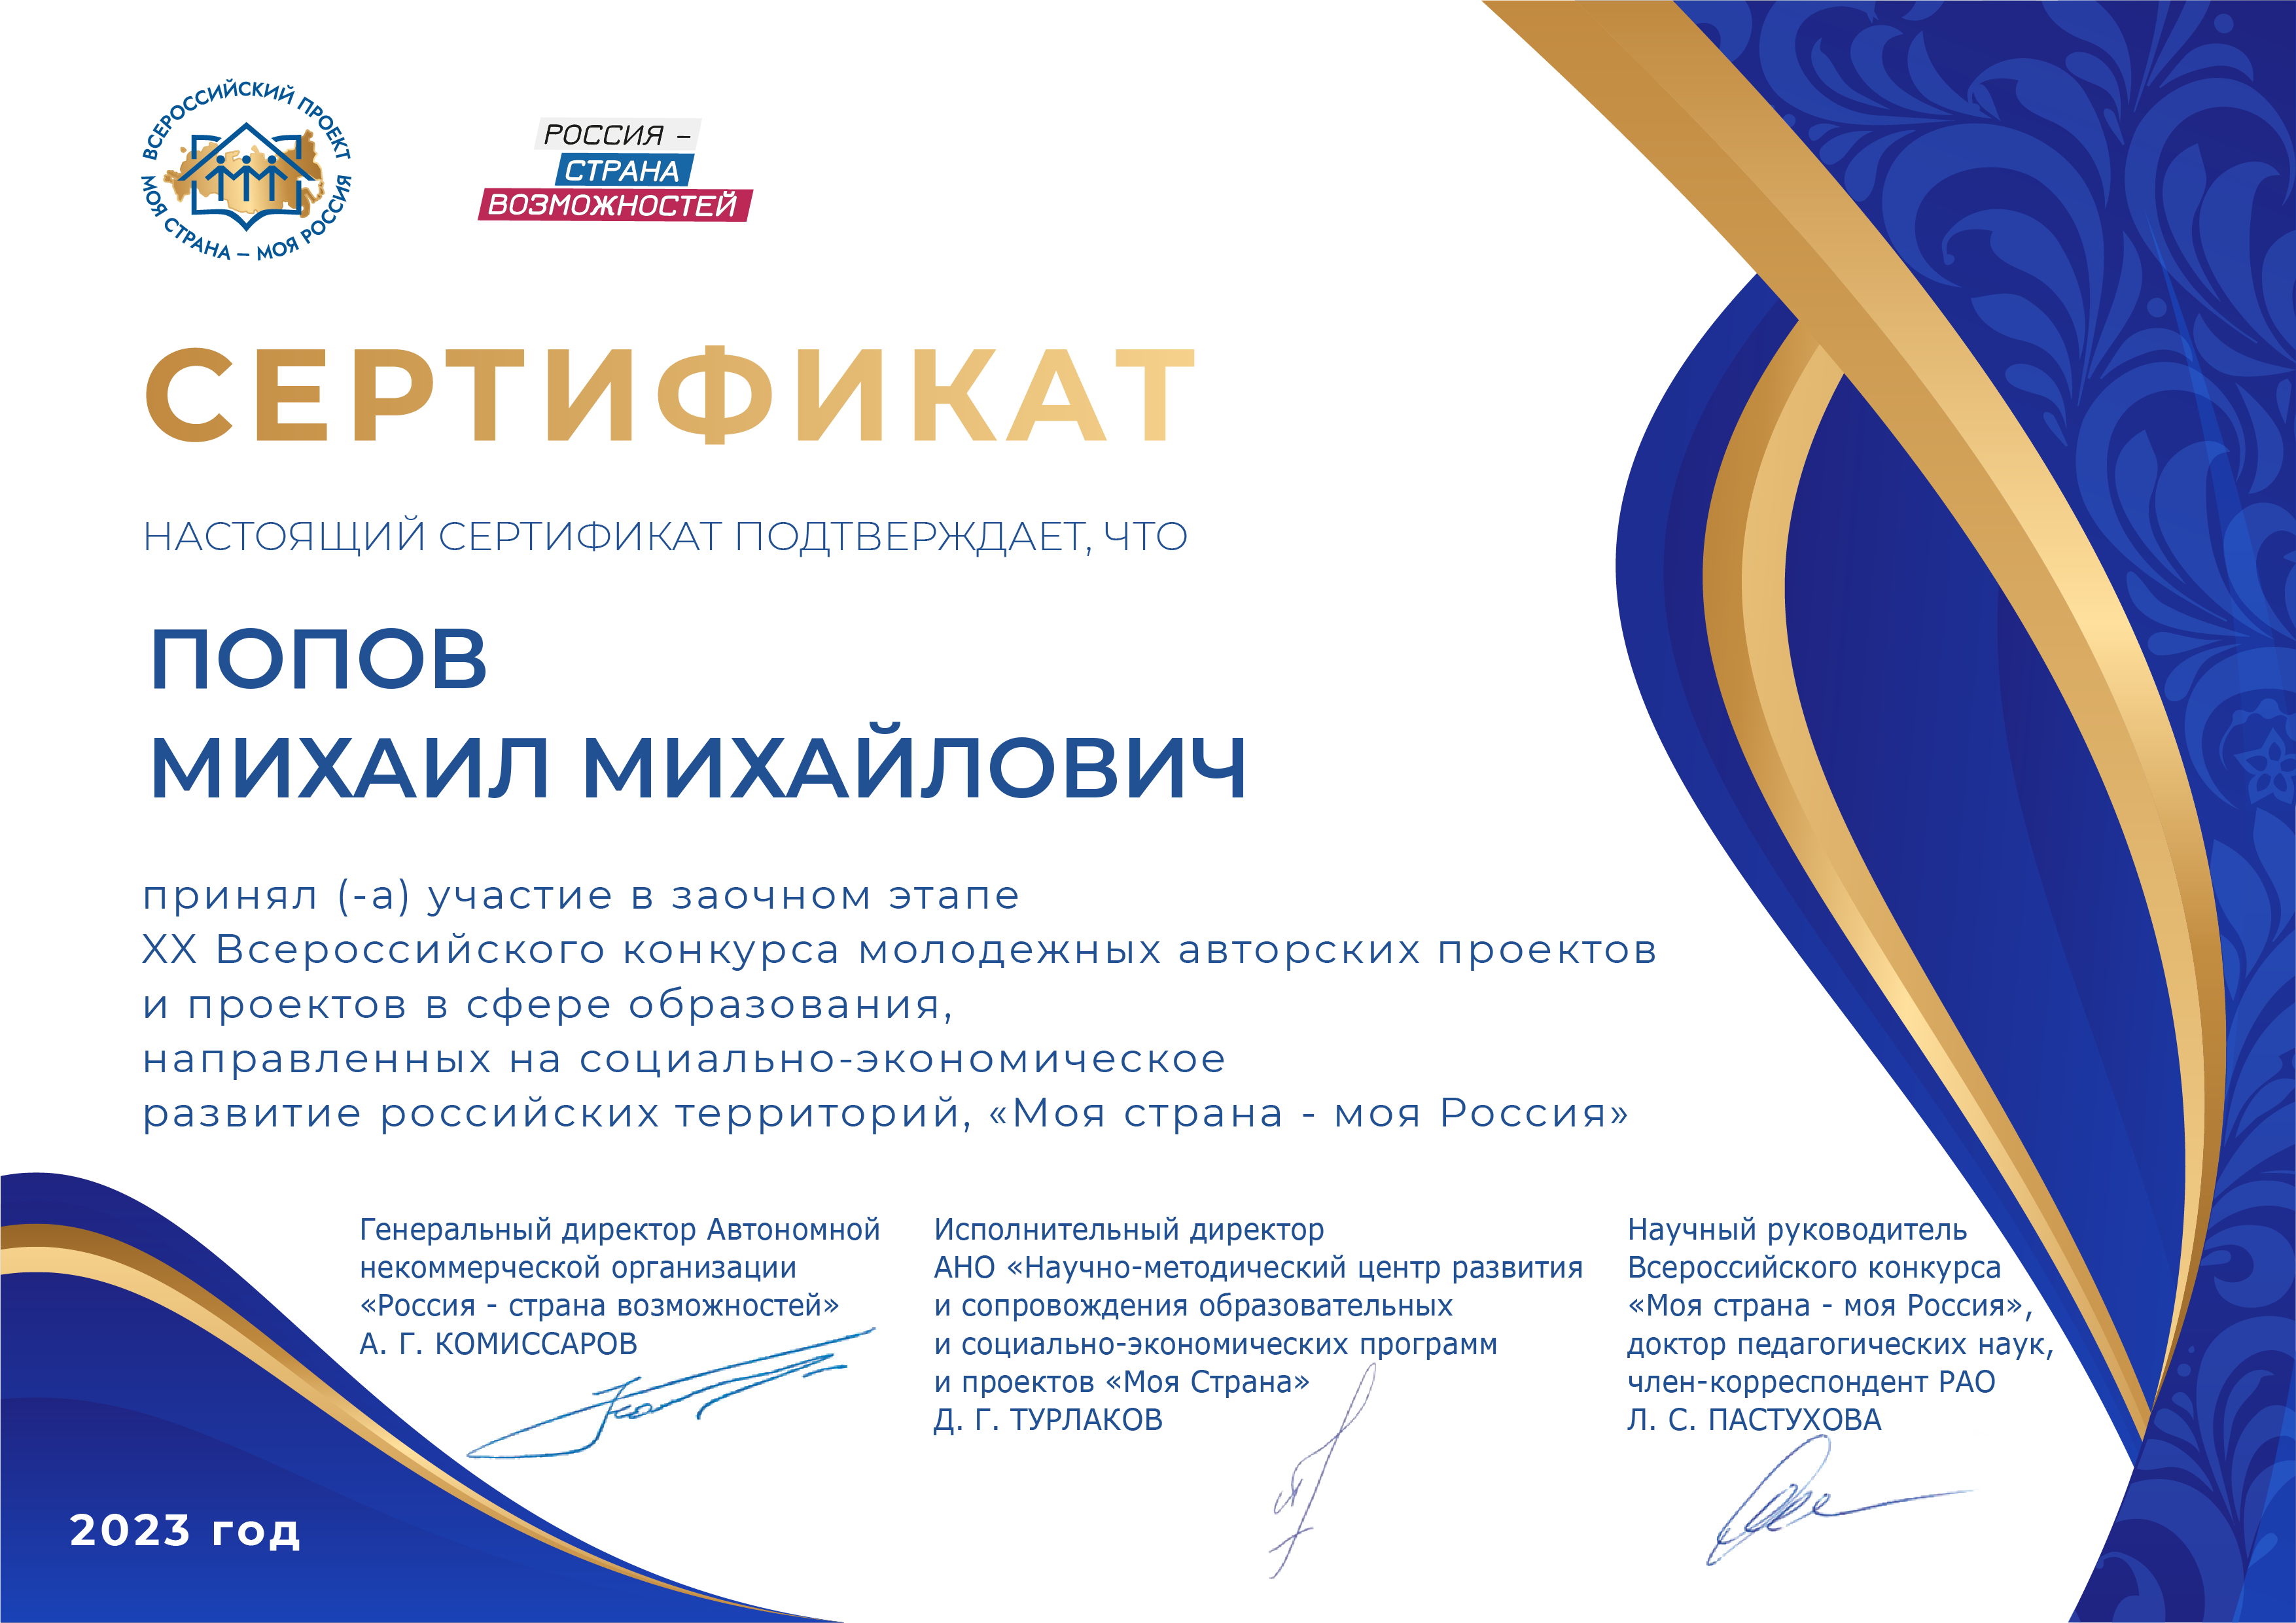 ВСЕРОССИЙСКИЙ ПРОЕКТ
МОЯ СТРАНА – МОЯ РОССИЯ
РОССИЯ –
СТРАНА
ВОЗМОЖНОСТЕЙ
СЕРТИФИКАТ
НАСТОЯЩИЙ СЕРТИФИКАТ ПОДТВЕРЖДАЕТ, ЧТО
ПОПОВ
МИХАИЛ МИХАЙЛОВИЧ
принял (-а) участие в заочном этапе
XX Всероссийского конкурса молодежных авторских проектов
и проектов в сфере образования,
направленных на социально-экономическое
развитие российских территорий, «Моя страна - моя Россия»
Генеральный директор Автономной
некоммерческой организации
«Россия - страна возможностей»
А. Г. КОМИССАРОВ
Исполнительный директор
АНО «Научно-методический центр развития
и сопровождения образовательных
и социально-экономических программ
и проектов «Моя Страна»
Д. Г. ТУРЛАКОВ
Научный руководитель
Всероссийского конкурса
«Моя страна - моя Россия»,
доктор педагогических наук,
член-корреспондент РАО
Л. С. ПАСТУХОВА
2023 год